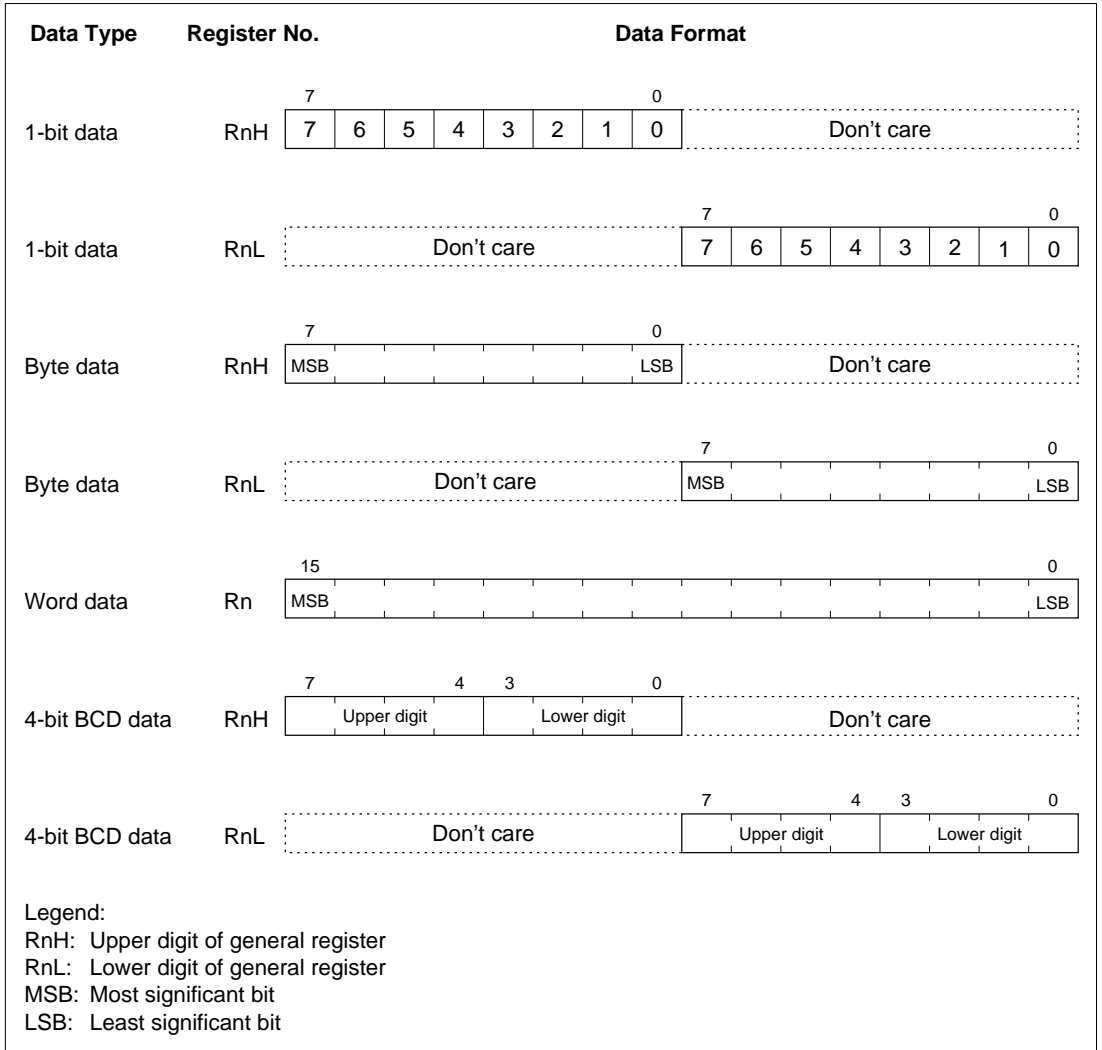 Data Type Register No. Data Format
7 0
1-bit data RnH 7 6 5 4 3 2 1 0 Don't care
7 0
1-bit data RnL Don't care 7 6 5 4 3 2 1 0
7 0
Byte data RnH MSB LSB Don't care
7 0
Byte data RnL Don't care MSB LSB
15 0
Word data Rn MSB LSB
7 4 3 0
4-bit BCD data RnH Upper digit Lower digit Don't care
7 4 3 0
4-bit BCD data RnL Don't care Upper digit Lower digit
Legend:
RnH: Upper digit of general register
RnL: Lower digit of general register
MSB: Most significant bit
LSB: Least significant bit